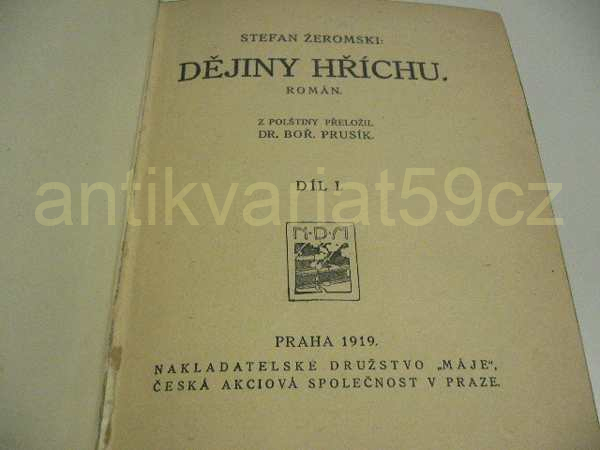 STEFAN ŻEROMSKI:
DĚJINY HŘÍCHU.
ROMÁN.
Z POLŠTINY PŘELOŽIL
DR. BOŘ. PRUSÍK.
DÍL I.
antikvariat59cz
M·D·M
PRAHA 1919.
NAKLADATELSKÉ DRUŽSTVO „MÁJE“,
ČESKÁ AKCIOVÁ SPOLEČNOST V PRAZE.